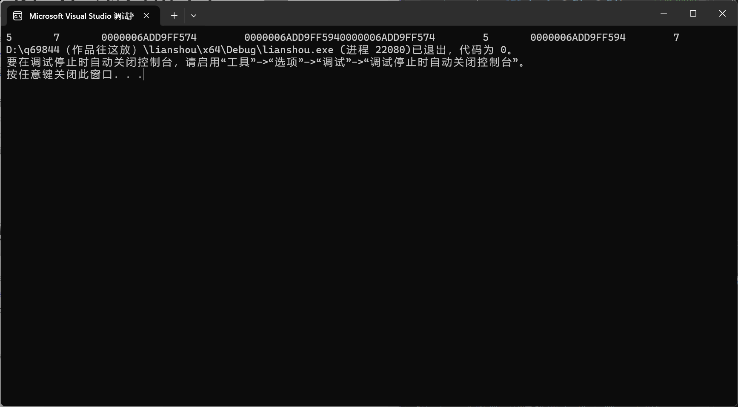 Microsoft Visual Studio 调试控
5 7 0000006ADD9FF574 0000006ADD9FF5940000006ADD9FF574 5 0000006ADD9FF594 7
D:\q69844（作品往这放）\lianshou\x64\Debug\lianshou.exe (进程 22080)已退出，代码为 0。
要在调试停止时自动关闭控制台，请启用“工具”->“选项”->“调试”->“调试停止时自动关闭控制台”。
按任意键关闭此窗口. . .